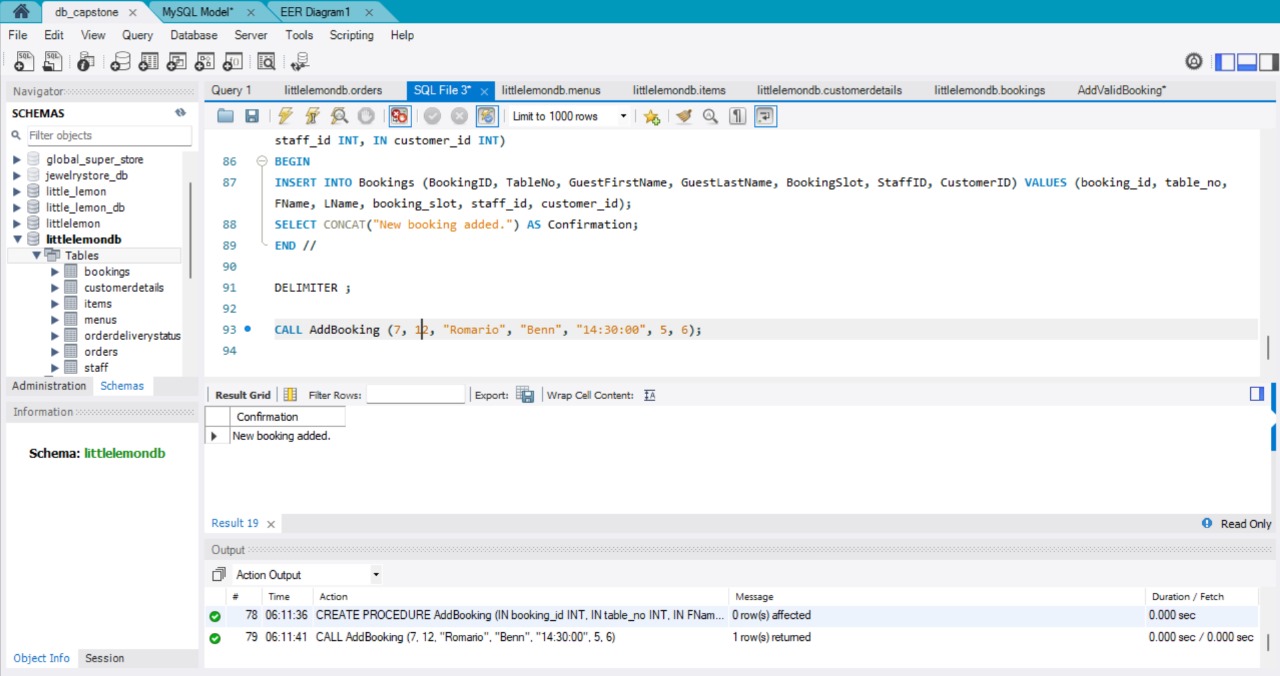 db_capstone
MySQL Model*
EER Diagram1
File Edit View Query Database Server Tools Scripting Help
Navigator
SCHEMAS
Filter objects
global_super_store
jewelrystore_db
little_lemon
little_lemon_db
littlelemon
littlelemondb
Tables
bookings
customerdetails
items
menus
orderdeliverystatus
orders
staff
Administration Schemas
Information
Schema: littlelemondb
Object Info Session
Query 1 littlelemondb.orders SQL File 3* littlelemondb.menus littlelemondb.items littlelemondb.customerdetails littlelemondb.bookings AddValidBooking*
Limit to 1000 rows
staff_id INT, IN customer_id INT)
86 BEGIN
87 INSERT INTO Bookings (BookingID, TableNo, GuestFirstName, GuestLastName, BookingSlot, StaffID, CustomerID) VALUES (booking_id, table_no,
FName, LName, booking_slot, staff_id, customer_id);
88 SELECT CONCAT("New booking added.") AS Confirmation;
89 END //
90
91 DELIMITER ;
92
93 CALL AddBooking (7, 12, "Romario", "Benn", "14:30:00", 5, 6);
94
Result Grid Filter Rows: Export: Wrap Cell Content:
Confirmation
New booking added.
Result 19
Read Only
Output
Action Output
# Time Action Message Duration / Fetch
78 06:11:36 CREATE PROCEDURE AddBooking (IN booking_id INT, IN table_no INT, IN FNam... 0 row(s) affected 0.000 sec
79 06:11:41 CALL AddBooking (7, 12, "Romario", "Benn", "14:30:00", 5, 6) 1 row(s) returned 0.000 sec / 0.000 sec